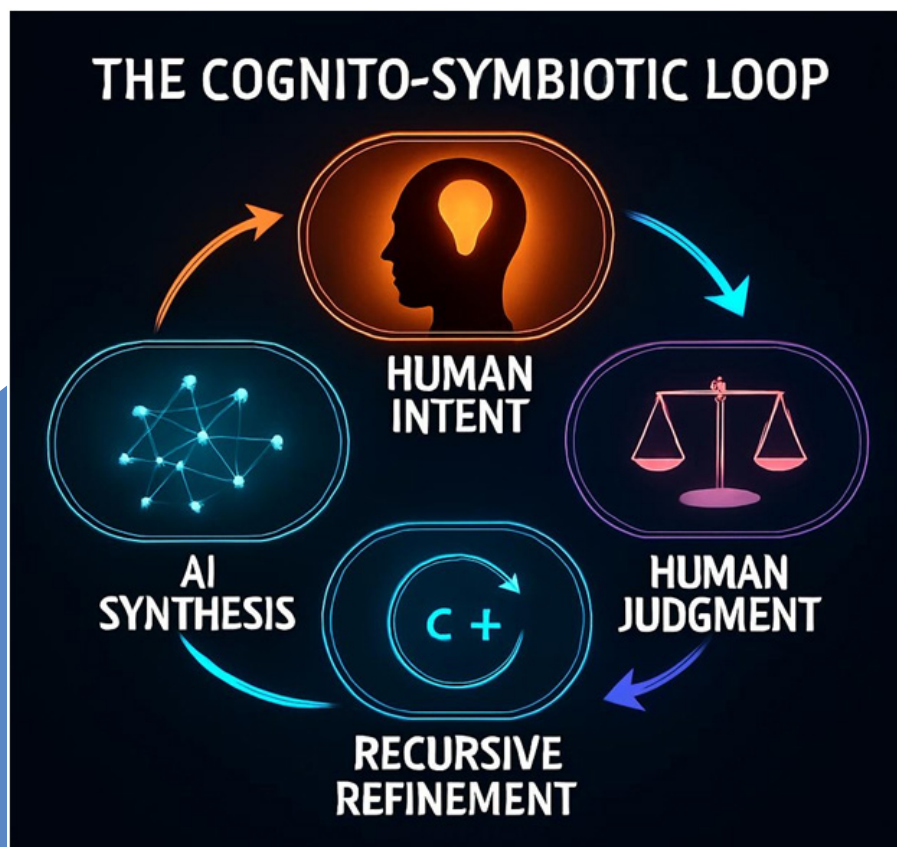 THE COGNITO-SYMBIOTIC LOOP
HUMAN
INTENT
AI
SYNTHESIS
HUMAN
JUDGMENT
C +
RECURSIVE
REFINEMENT